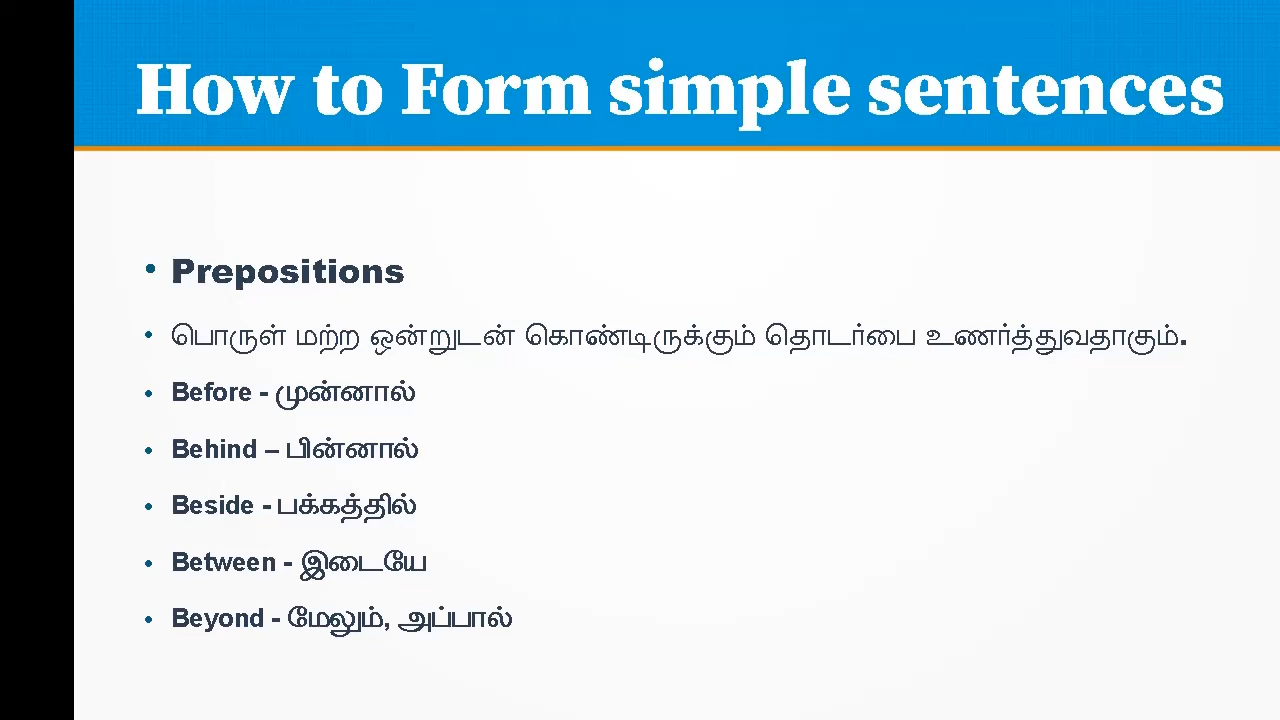 How to Form simple sentences
• Prepositions
• பொருள் மற்ற ஒன்றுடன் கொண்டிருக்கும் தொடர்பை உணர்த்துவதாகும்.
• Before - முன்னால்
• Behind – பின்னால்
• Beside - பக்கத்தில்
• Between - இடையே
• Beyond - மேலும், அப்பால்